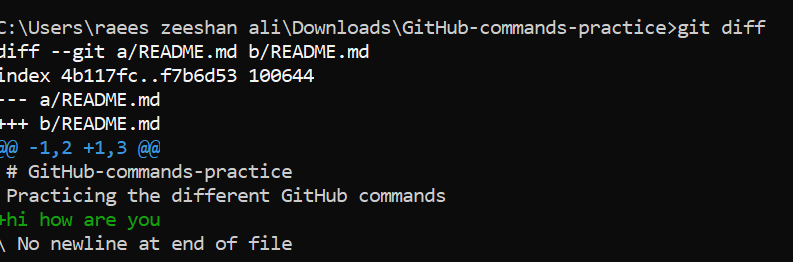 C:\Users\raees zeeshan ali\Downloads\GitHub-commands-practice>git diff
diff --git a/README.md b/README.md
index 4b117fc..f7b6d53 100644
--- a/README.md
+++ b/README.md
@@ -1,2 +1,3 @@
# GitHub-commands-practice
Practicing the different GitHub commands
+hi how are you
\ No newline at end of file